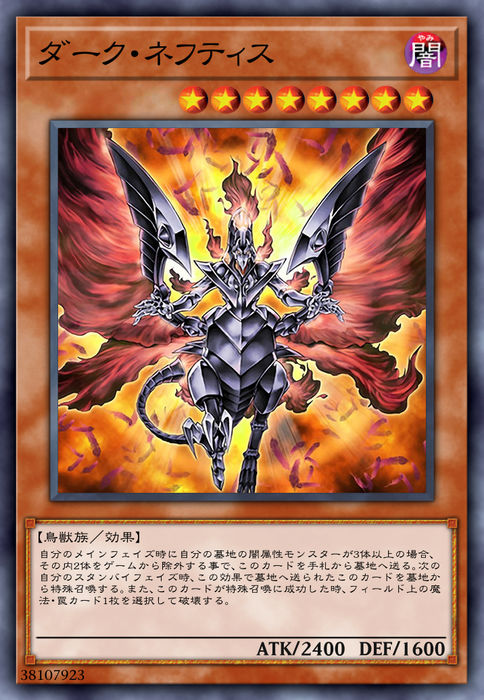 ダーク・ネフティス
やみ
闇
【鳥獣族／効果】
自分のメインフェイズ時に自分の墓地の闇属性モンスターが3体以上の場合、
その内2体をゲームから除外する事で、このカードを手札から墓地へ送る。次の
自分のスタンバイフェイズ時、この効果で墓地へ送られたこのカードを墓地か
ら特殊召喚する。また、このカードが特殊召喚に成功した時、フィールド上の魔
法・罠カード1枚を選択して破壊する。
ATK/2400 DEF/1600
38107923